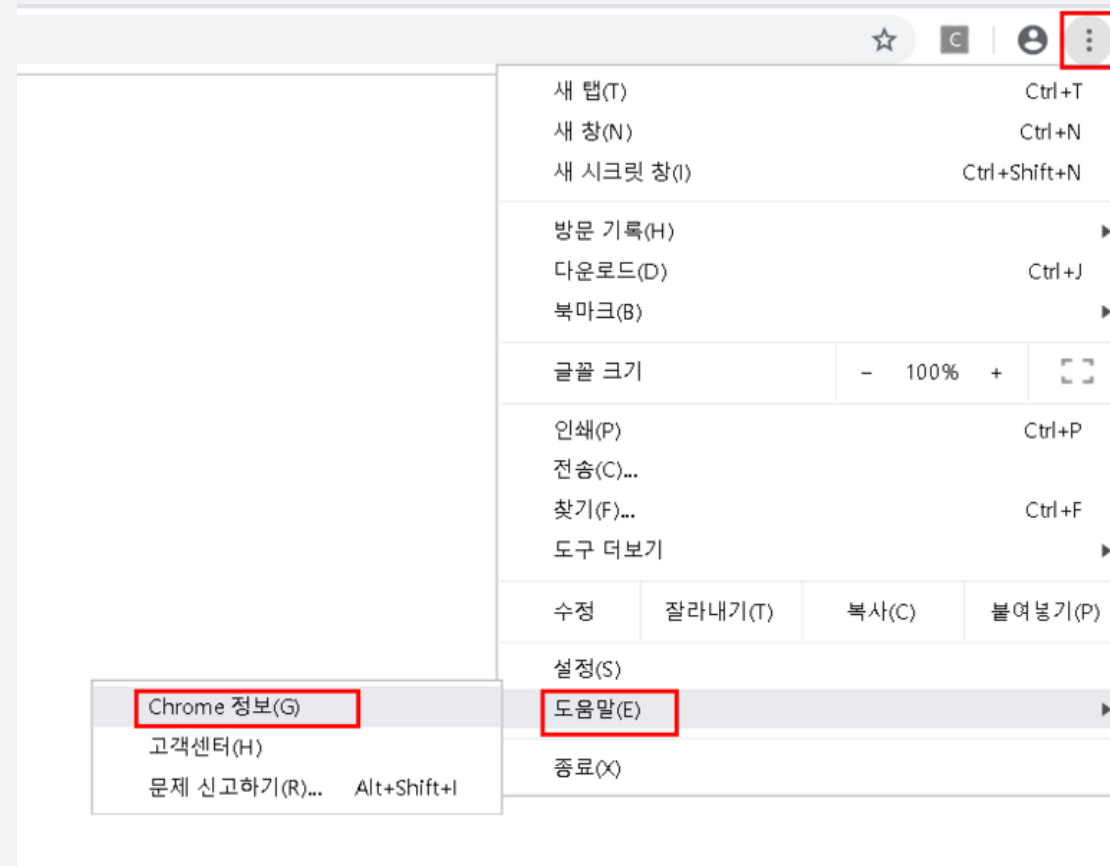 C
새 탭(T) Ctrl+T
새 창(N) Ctrl+N
새 시크릿 창(I) Ctrl+Shift+N
방문 기록(H)
다운로드(D) Ctrl+J
북마크(B)
글꼴 크기 - 100% +
인쇄(P) Ctrl+P
전송(C)...
찾기(F)... Ctrl+F
도구 더보기
수정 잘라내기(T) 복사(C) 붙여넣기(P)
설정(S)
도움말(E)
종료(X)
Chrome 정보(G)
고객센터(H)
문제 신고하기(R)... Alt+Shift+I